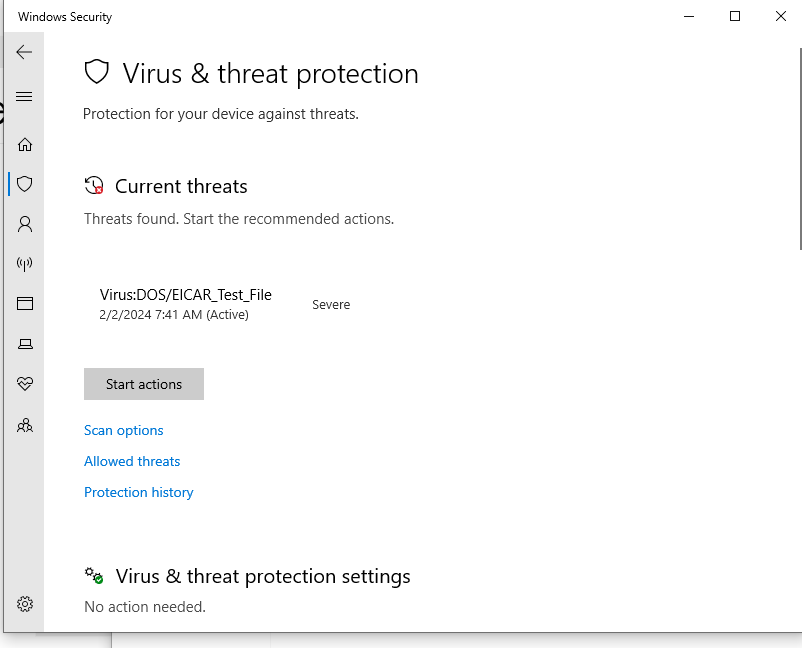 Windows Security
Virus & threat protection
Protection for your device against threats.
Current threats
Threats found. Start the recommended actions.
Virus:DOS/EICAR_Test_File
2/2/2024 7:41 AM (Active)
Severe
Start actions
Scan options
Allowed threats
Protection history
Virus & threat protection settings
No action needed.